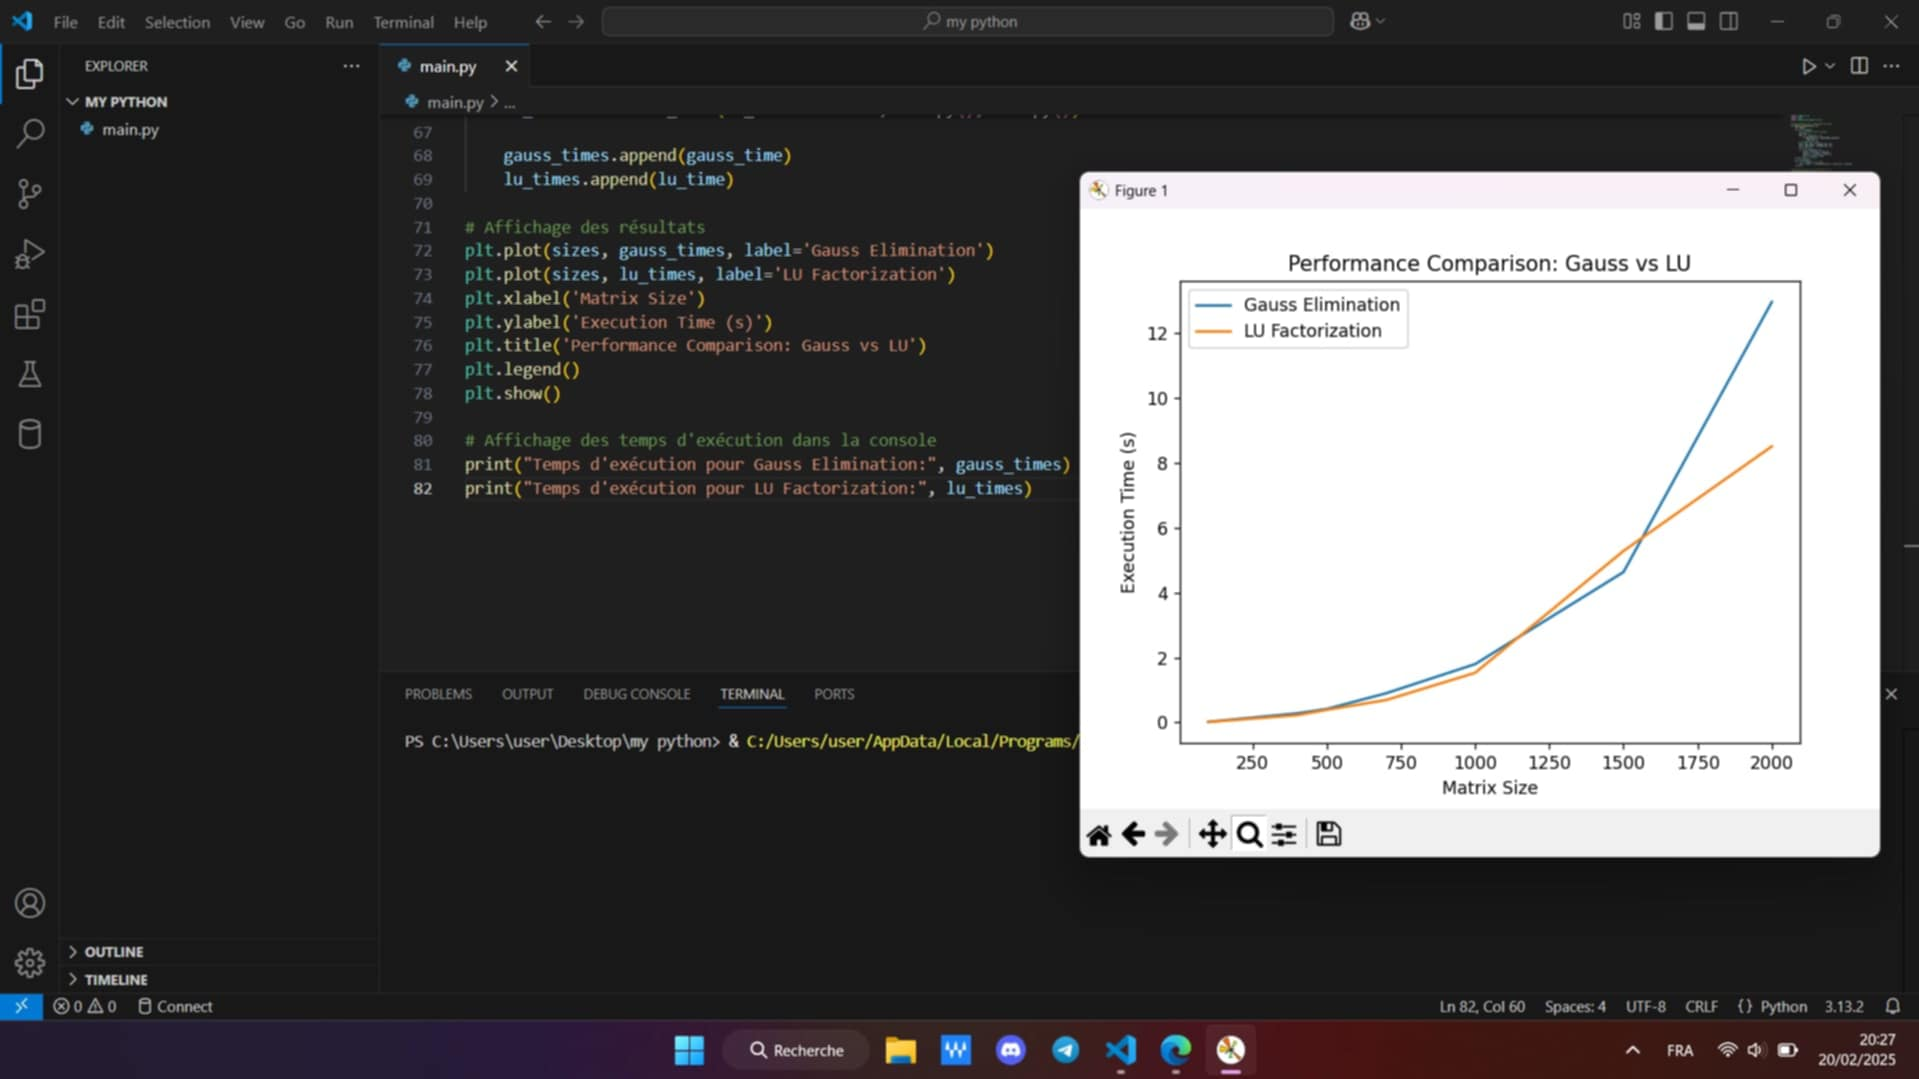 File Edit Selection View Go Run Terminal Help
my python
EXPLORER
MY PYTHON
main.py
main.py
main.py > ...
67
68 gauss_times.append(gauss_time)
69 lu_times.append(lu_time)
70
71 # Affichage des résultats
72 plt.plot(sizes, gauss_times, label='Gauss Elimination')
73 plt.plot(sizes, lu_times, label='LU Factorization')
74 plt.xlabel('Matrix Size')
75 plt.ylabel('Execution Time (s)')
76 plt.title('Performance Comparison: Gauss vs LU')
77 plt.legend()
78 plt.show()
79
80 # Affichage des temps d'exécution dans la console
81 print("Temps d'exécution pour Gauss Elimination:", gauss_times)
82 print("Temps d'exécution pour LU Factorization:", lu_times)
PROBLEMS OUTPUT DEBUG CONSOLE TERMINAL PORTS
PS C:\Users\user\Desktop\my python> & C:/Users/user/AppData/Local/Programs/
Figure 1
Performance Comparison: Gauss vs LU
Gauss Elimination
LU Factorization
Execution Time (s)
12
10
8
6
4
2
0
250 500 750 1000 1250 1500 1750 2000
Matrix Size
OUTLINE
TIMELINE
0 0 Connect
Ln 82, Col 60 Spaces: 4 UTF-8 CRLF {} Python 3.13.2
Recherche
FRA
20:27
20/02/2025